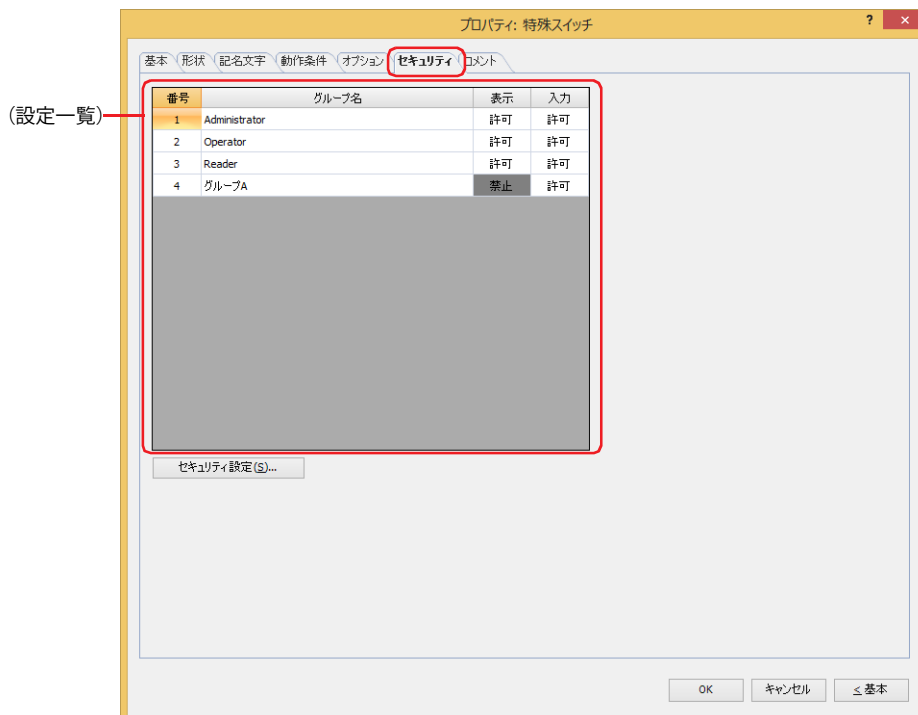 プロパティ: 特殊スイッチ
? ×
基本 形状 記名文字 動作条件 オプション セキュリティ コメント
(設定一覧)
番号 グループ名 表示 入力
1 Administrator 許可 許可
2 Operator 許可 許可
3 Reader 許可 許可
4 グループA 禁止 許可
セキュリティ設定(S)...
OK キャンセル ≤基本